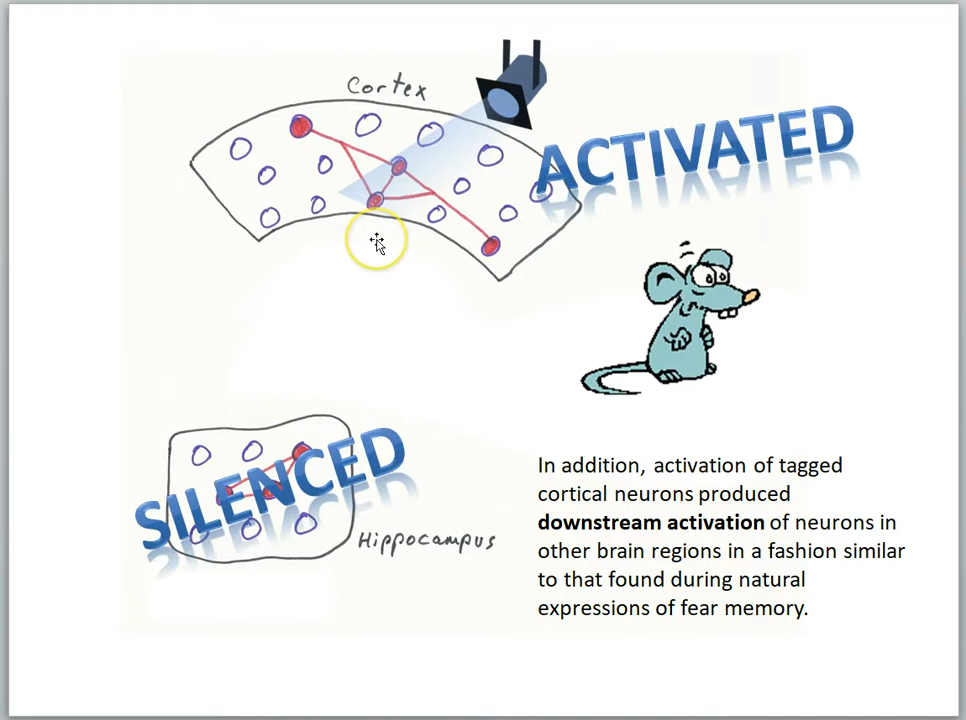 Cortex
ACTIVATED
SILENCED
Hippocampus
In addition, activation of tagged
cortical neurons produced
downstream activation of neurons in
other brain regions in a fashion similar
to that found during natural
expressions of fear memory.